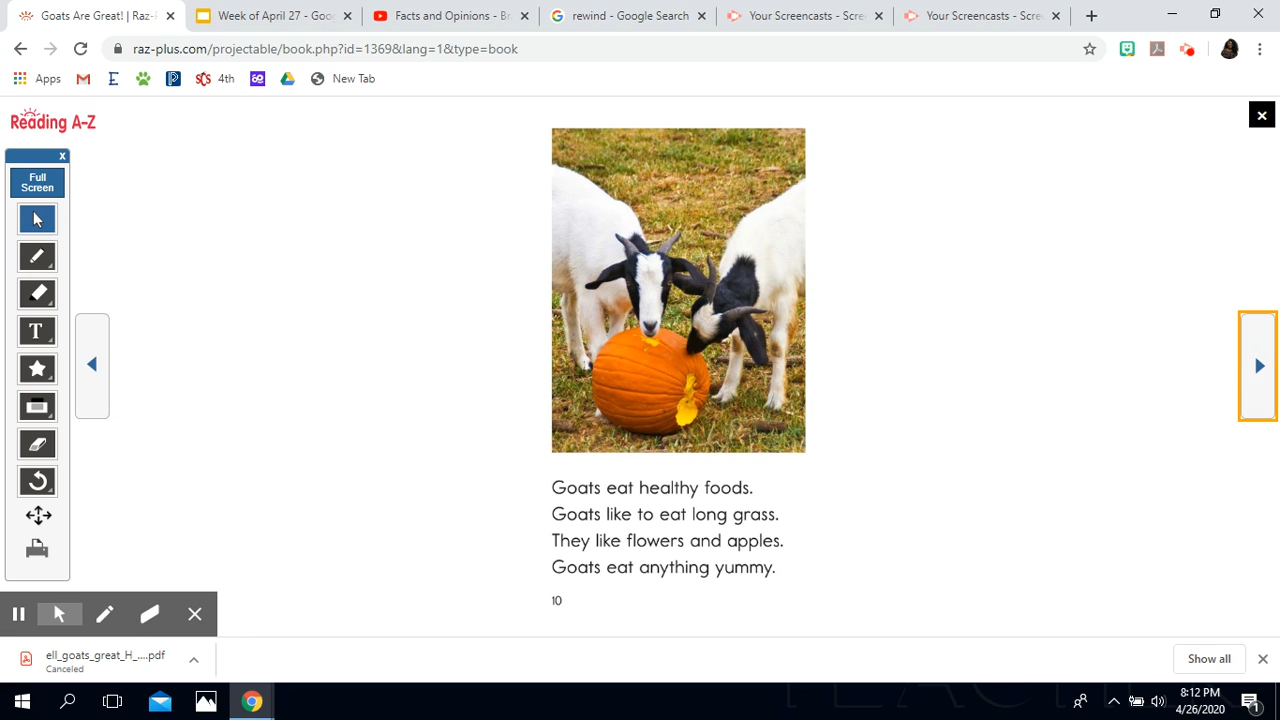 Goats Are Great! | Raz-
Week of April 27 - Goo
Facts and Opinions - Br
rewind - Google Search
Your Screencasts - Scre
Your Screencasts - Scre
raz-plus.com/projectable/book.php?id=1369&lang=1&type=book
Apps
SCS 4th
New Tab
Reading A-Z
x
Full
Screen
T
Goats eat healthy foods.
Goats like to eat long grass.
They like flowers and apples.
Goats eat anything yummy.
10
ell_goats_great_H_....pdf
Canceled
Show all
8:12 PM
4/26/2020
1